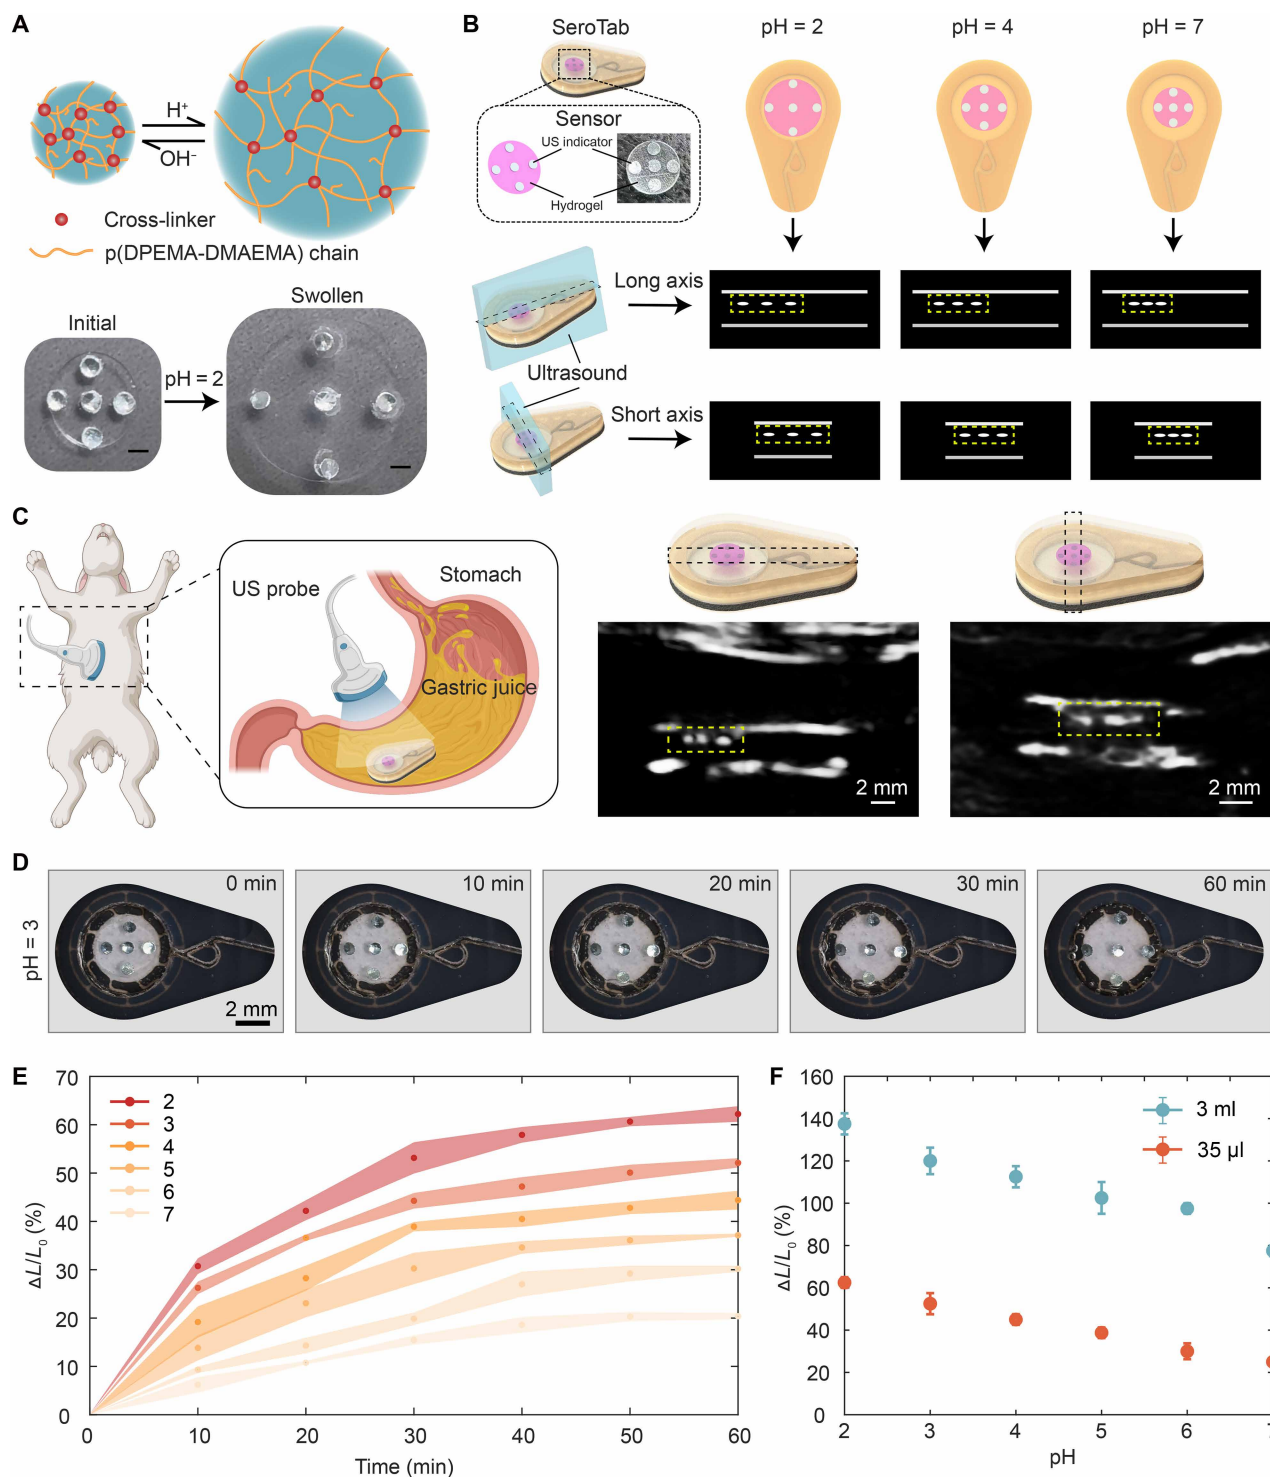 A
H⁺
OH⁻
Cross-linker
p(DPEMA-DMAEMA) chain
Initial
pH = 2
Swollen
B
SeroTab
Sensor
US indicator
Hydrogel
pH = 2
pH = 4
pH = 7
Long axis
Ultrasound
Short axis
C
US probe
Stomach
Gastric juice
2 mm
2 mm
D
pH = 3
0 min
10 min
20 min
30 min
60 min
2 mm
E
ΔL/L₀ (%)
70
60
50
40
30
20
10
0
2
3
4
5
6
7
10
20
30
40
50
60
Time (min)
F
ΔL/L₀ (%)
160
140
120
100
80
60
40
20
0
3 ml
35 µl
2
3
4
5
6
7
pH